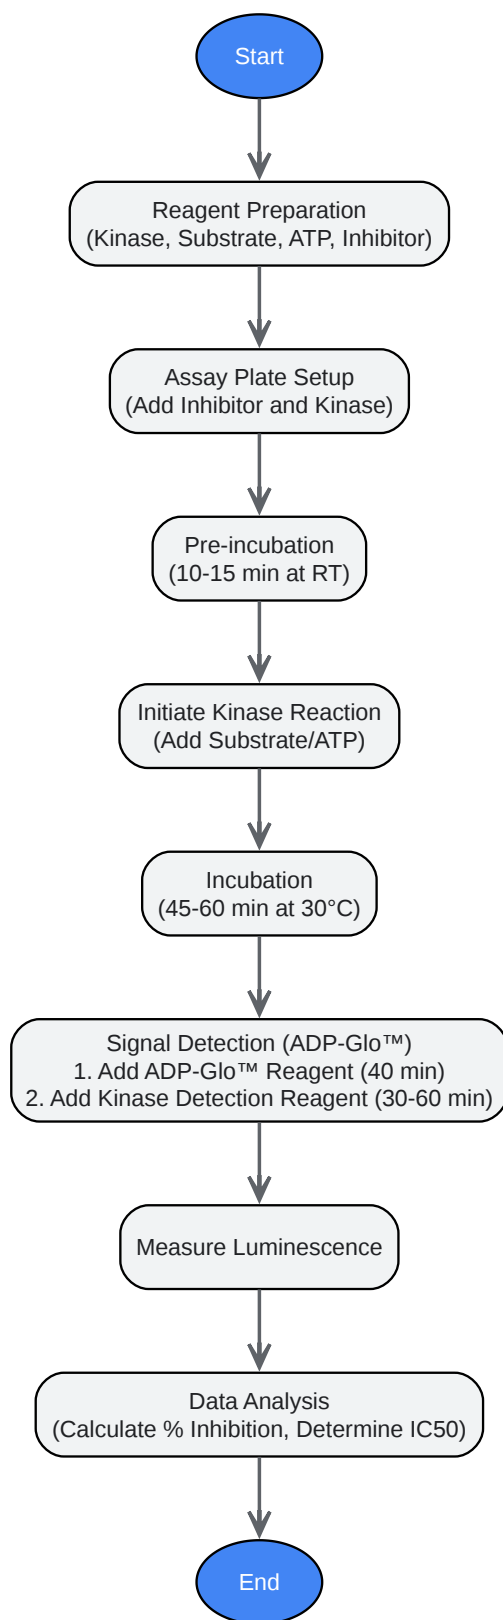 Start
Reagent Preparation
(Kinase, Substrate, ATP, Inhibitor)
Assay Plate Setup
(Add Inhibitor and Kinase)
Pre-incubation
(10-15 min at RT)
Initiate Kinase Reaction
(Add Substrate/ATP)
Incubation
(45-60 min at 30°C)
Signal Detection (ADP-Glo™)
1. Add ADP-Glo™ Reagent (40 min)
2. Add Kinase Detection Reagent (30-60 min)
Measure Luminescence
Data Analysis
(Calculate % Inhibition, Determine IC50)
End